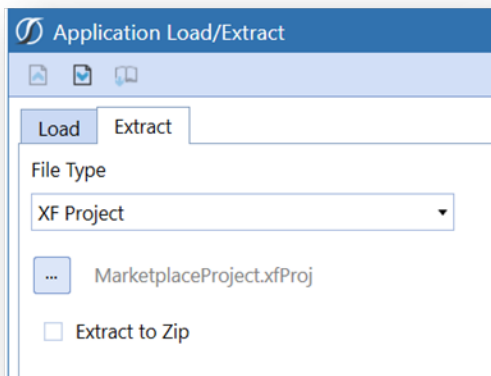 Application Load/Extract
Load Extract
File Type
XF Project
... MarketplaceProject.xfProj
Extract to Zip